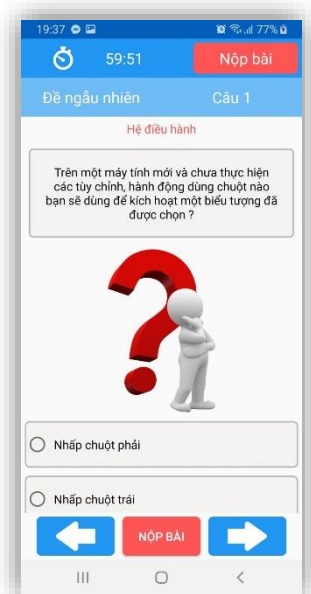 19:37 77%
59:51 Nộp bài
Đề ngẫu nhiên Câu 1
Hệ điều hành
Trên một máy tính mới và chưa thực hiện
các tùy chỉnh, hành động dùng chuột nào
bạn sẽ dùng để kích hoạt một biểu tượng đã
được chọn ?
Nhấp chuột phải
Nhấp chuột trái
NỘP BÀI